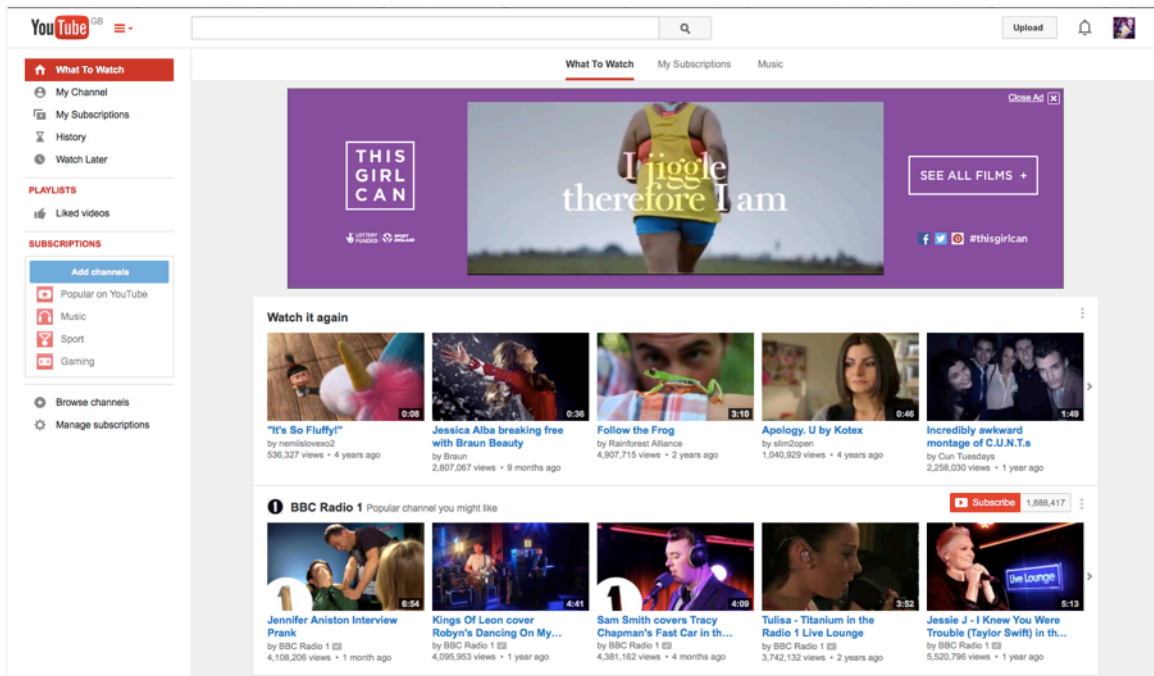 YouTube GB
Upload
What To Watch
My Channel
My Subscriptions
History
Watch Later
PLAYLISTS
Liked videos
SUBSCRIPTIONS
Add channels
Popular on YouTube
Music
Sport
Gaming
Browse channels
Manage subscriptions
What To Watch My Subscriptions Music
Close Ad X
THIS
GIRL
CAN
LOTTERY FUNDED SPORT ENGLAND
I jiggle
therefore I am
SEE ALL FILMS +
#thisgirlcan
Watch it again
0:08 0:36 3:10 0:46 1:49
"It's So Fluffy!"
by nemiislovexo2
536,327 views • 4 years ago
Jessica Alba breaking free
with Braun Beauty
by Braun
2,807,067 views • 9 months ago
Follow the Frog
by Rainforest Alliance
4,907,715 views • 2 years ago
Apology. U by Kotex
by slim2open
1,040,929 views • 4 years ago
Incredibly awkward
montage of C.U.N.T.s
by Cun Tuesdays
2,258,030 views • 1 year ago
1 BBC Radio 1 Popular channel you might like
Subscribe 1,888,417
6:54 4:41 4:09 3:52 5:13
live Lounge
Jennifer Aniston Interview
Prank
by BBC Radio 1
4,108,206 views • 1 month ago
Kings Of Leon cover
Robyn's Dancing On My...
by BBC Radio 1
4,095,953 views • 1 year ago
Sam Smith covers Tracy
Chapman's Fast Car in th...
by BBC Radio 1
4,381,162 views • 4 months ago
Tulisa - Titanium in the
Radio 1 Live Lounge
by BBC Radio 1
3,742,132 views • 2 years ago
Jessie J - I Knew You Were
Trouble (Taylor Swift) in th...
by BBC Radio 1
5,520,796 views • 1 year ago